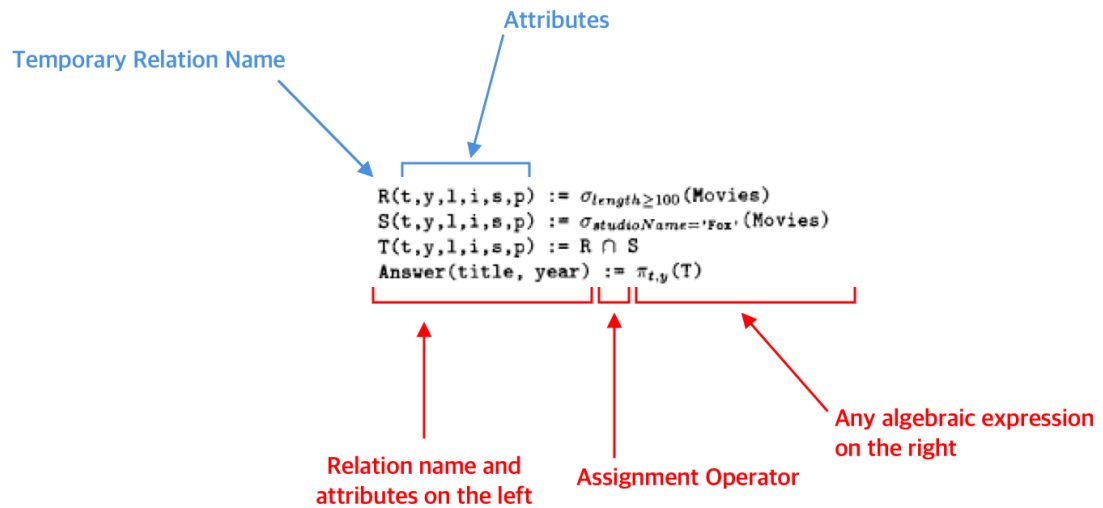 Attributes
Temporary Relation Name
R(t,y,l,i,s,p) := σlength≥100(Movies)
S(t,y,l,i,s,p) := σstudioName='Fox'(Movies)
T(t,y,l,i,s,p) := R ∩ S
Answer(title, year) := πt,y(T)
Relation name and
attributes on the left
Assignment Operator
Any algebraic expression
on the right